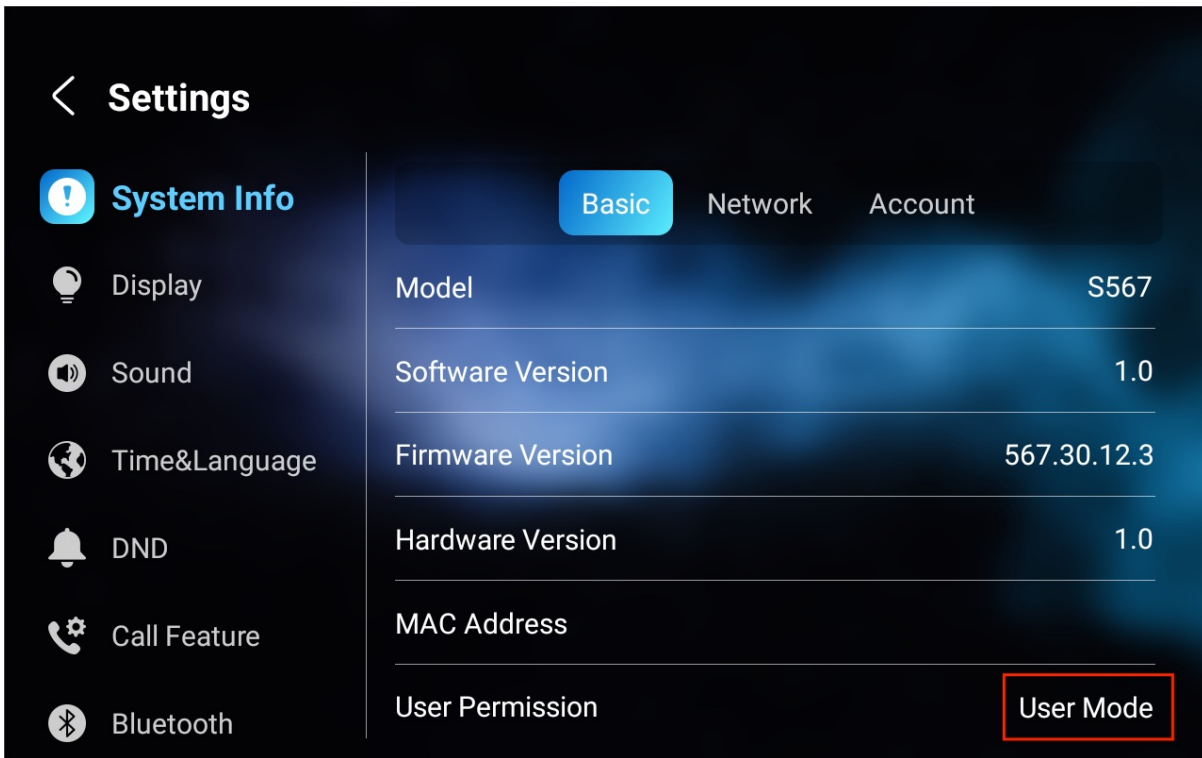 Settings
System Info
Display
Sound
Time&Language
DND
Call Feature
Bluetooth
Basic Network Account
Model S567
Software Version 1.0
Firmware Version 567.30.12.3
Hardware Version 1.0
MAC Address
User Permission User Mode